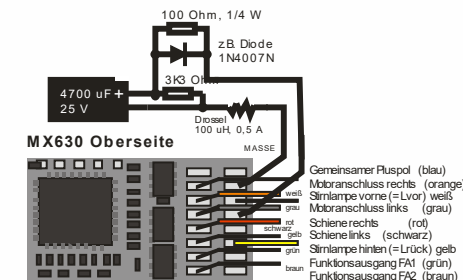 100 Ohm, 1/4 W
z.B. Diode
1N4007N
3K3 Ohm
4700 uF +
25 V
Drossel
100 uH, 0,5 A
MX630 Oberseite
MASSE
Gemeinsamer Pluspol (blau)
Motoranschluss rechts (orange)
weiß
Stirnlampe vorne (= Lvor) weiß
grau
Motoranschluss links (grau)
rot
Schiene rechts (rot)
schwarz
Schiene links (schwarz)
gelb
Stirnlampe hinten (= Lrück) gelb
grün
Funktionsausgang FA1 (grün)
braun
Funktionsausgang FA2 (braun)